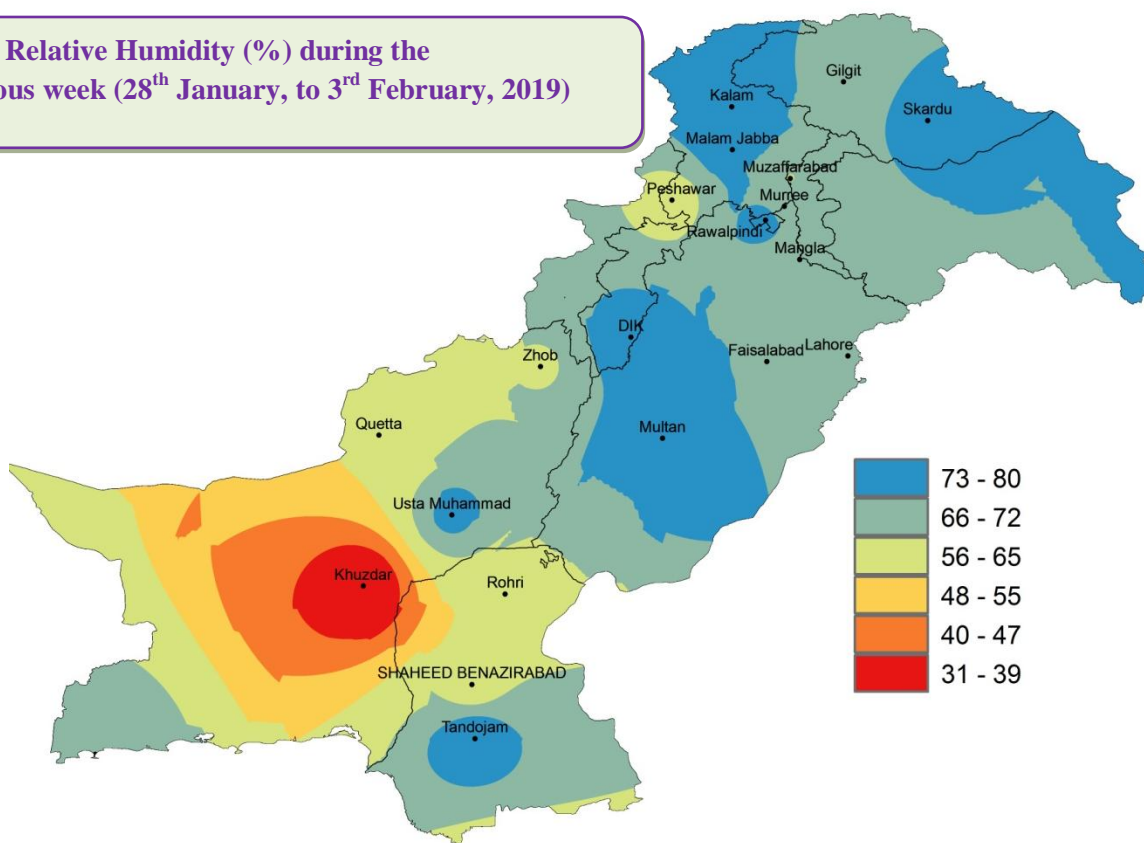 Relative Humidity (%) during the
ous week (28th January, to 3rd February, 2019)
Gilgit
Kalam
Skardu
Malam Jabba
Muzaffarabad
Peshawar
Murree
Rawalpindi
Mangla
DIK
Zhob
Faisalabad
Lahore
Quetta
Multan
Usta Muhammad
Khuzdar
Rohri
SHAHEED BENAZIRABAD
Tandojam
73 - 80
66 - 72
56 - 65
48 - 55
40 - 47
31 - 39